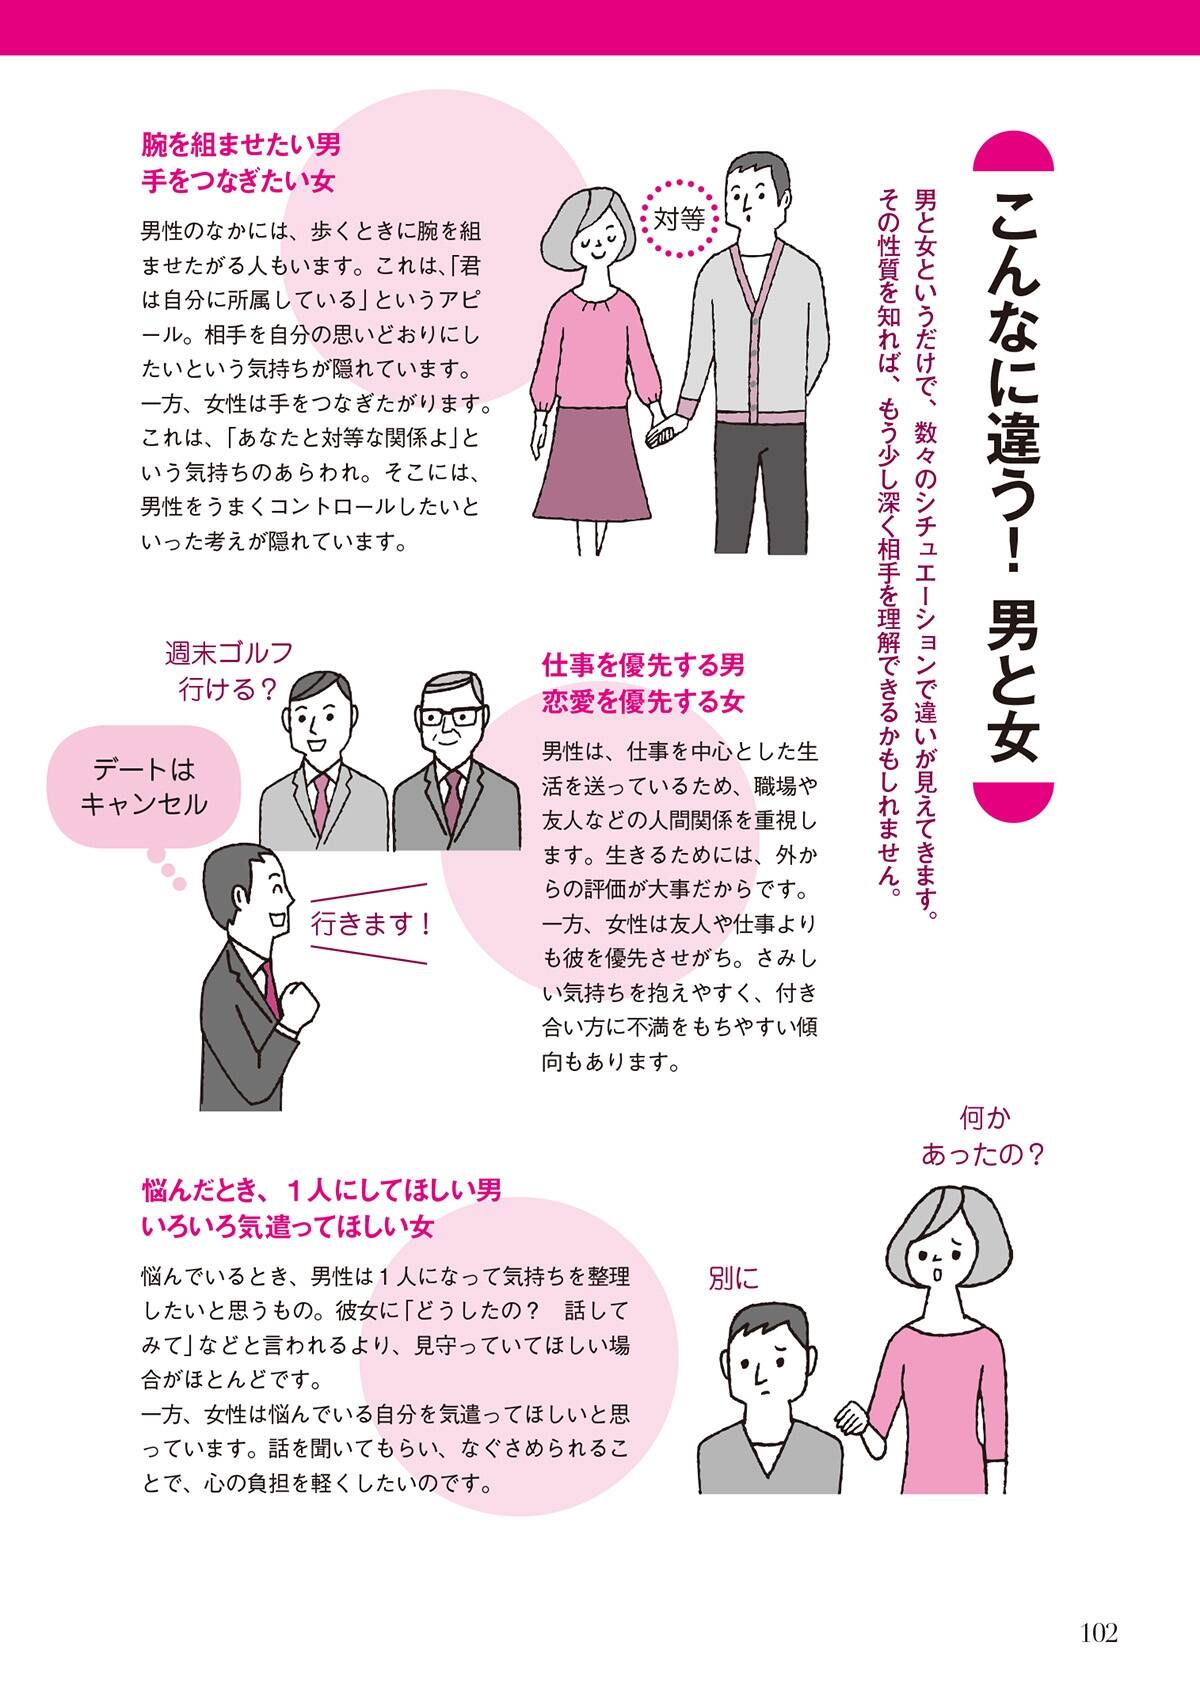 こんなに違う！ 男と女
男と女というだけで、数々のシチュエーションで違いが見えてきます。
その性質を知れば、もう少し深く相手を理解できるかもしれません。
腕を組ませたい男
手をつなぎたい女
男性のなかには、歩くときに腕を組
ませたがる人もいます。これは、「君
は自分に所属している」というアピ
ール。相手を自分の思いどおりにし
たいという気持ちが隠れています。
一方、女性は手をつなぎたがります。
これは、「あなたと対等な関係よ」と
いう気持ちのあらわれ。そこには、
男性をうまくコントロールしたいと
いった考えが隠れています。
対等
週末ゴルフ
行ける？
デートは
キャンセル
行きます！
仕事を優先する男
恋愛を優先する女
男性は、仕事を中心とした生
活を送っているため、職場や
友人などの人間関係を重視し
ます。生きるためには、外か
らの評価が大事だからです。
一方、女性は友人や仕事より
も彼を優先させがち。さみし
い気持ちを抱えやすく、付き
合い方に不満をもちやすい傾
向もあります。
悩んだとき、１人にしてほしい男
いろいろ気遣ってほしい女
悩んでいるとき、男性は１人になって気持ちを整理
したいと思うもの。彼女に「どうしたの？　話して
みて」などと言われるより、見守っていてほしい場
合がほとんどです。
一方、女性は悩んでいる自分を気遣ってほしいと思
っています。話を聞いてもらい、なぐさめられるこ
とで、心の負担を軽くしたいのです。
何か
あったの？
別に
102